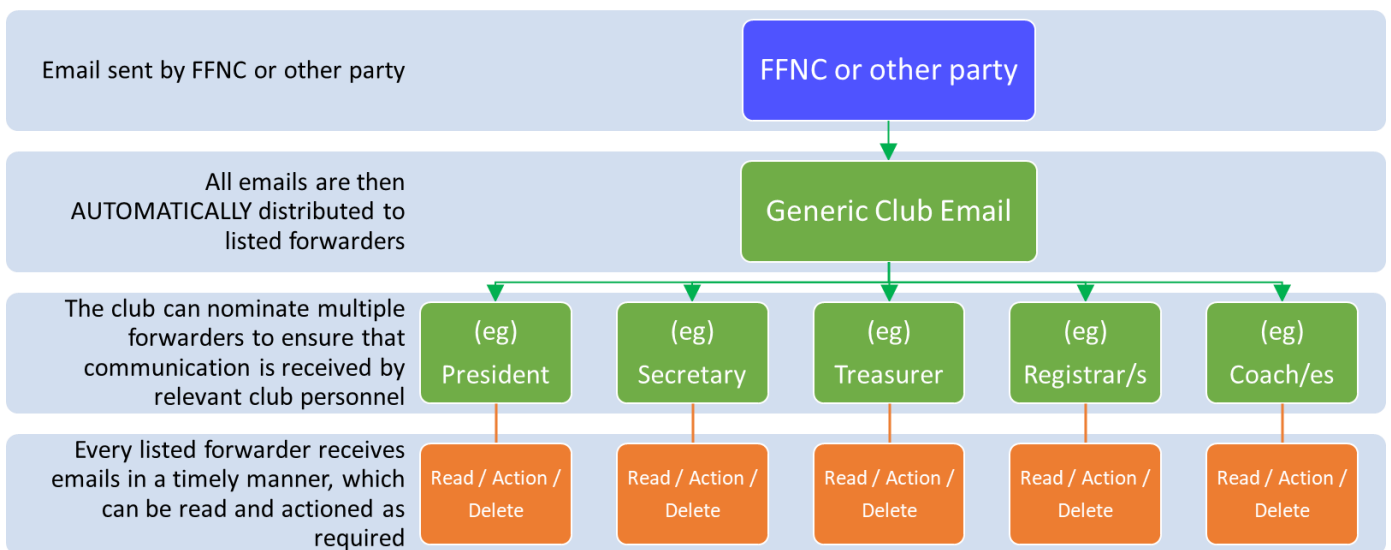 Email sent by FFNC or other party
FFNC or other party
All emails are then
AUTOMATICALLY distributed to
listed forwarders
Generic Club Email
The club can nominate multiple
forwarders to ensure that
communication is received by
relevant club personnel
(eg)
President
(eg)
Secretary
(eg)
Treasurer
(eg)
Registrar/s
(eg)
Coach/es
Every listed forwarder receives
emails in a timely manner, which
can be read and actioned as
required
Read / Action /
Delete
Read / Action /
Delete
Read / Action /
Delete
Read / Action /
Delete
Read / Action /
Delete